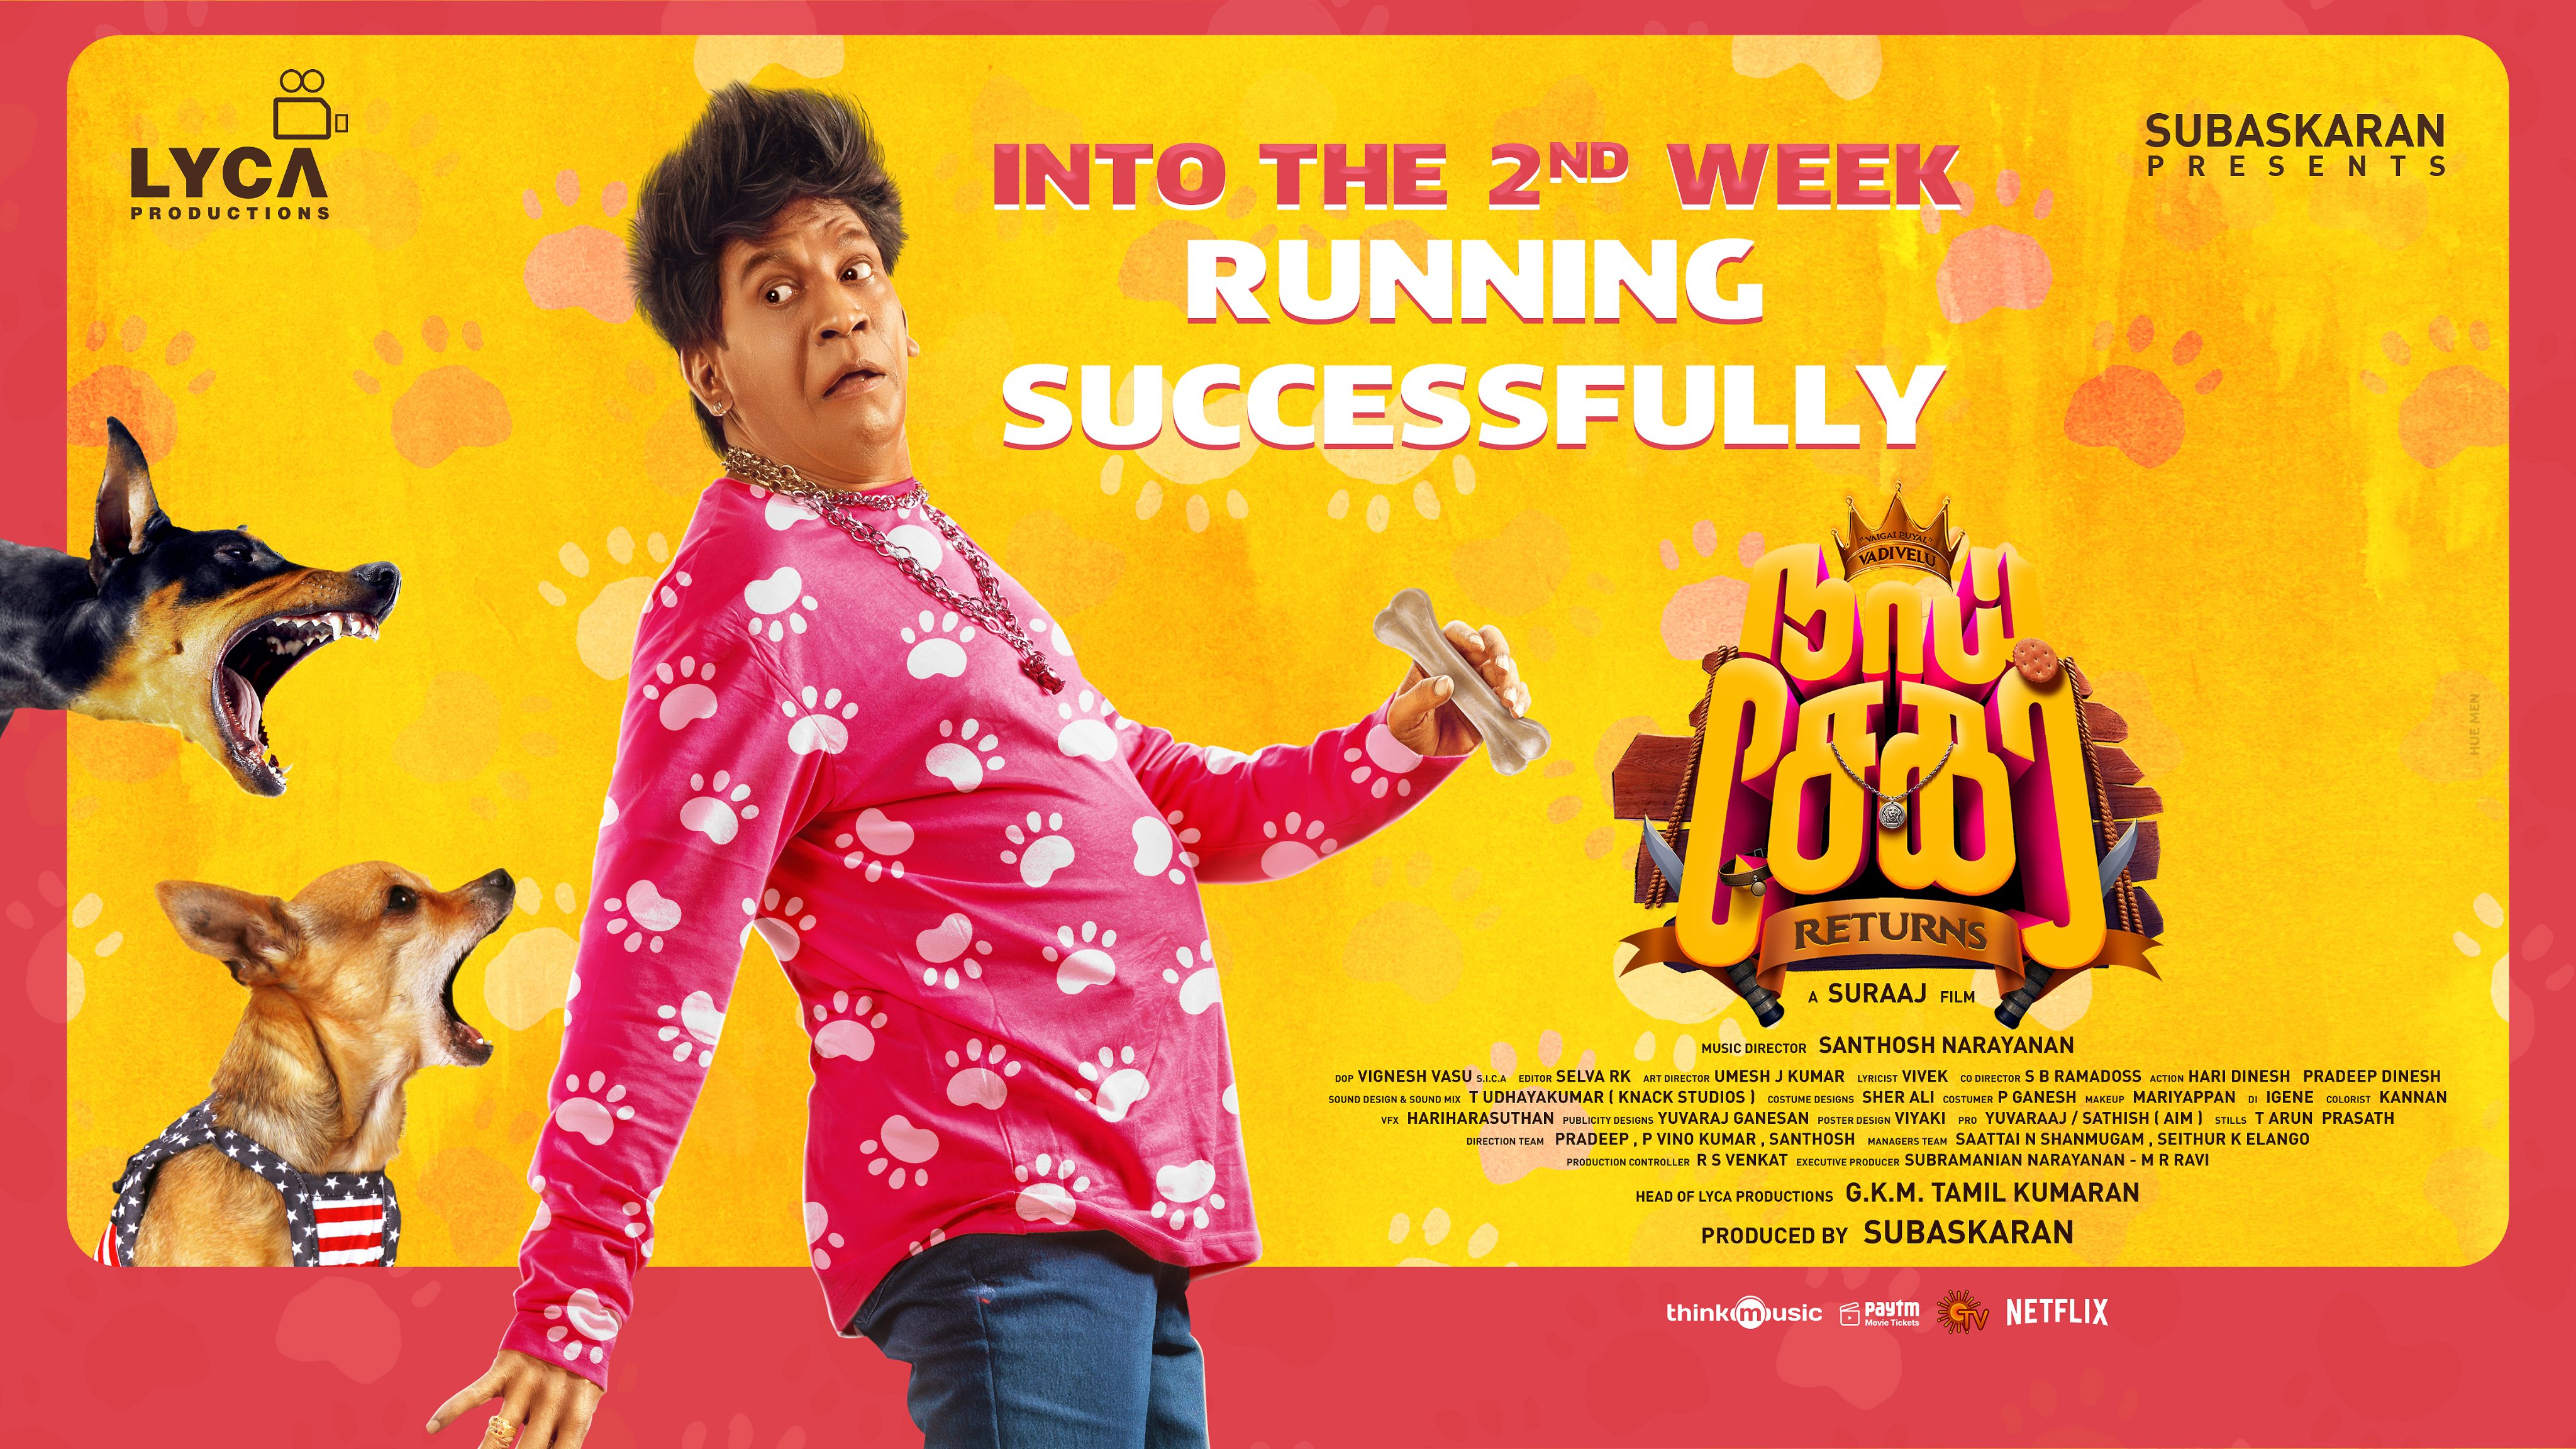 LYCA
PRODUCTIONS
SUBASKARAN
PRESENTS
INTO THE 2ND WEEK
RUNNING
SUCCESSFULLY
VAIGAI PUYAL
VADIVELU
நாய்
சேகர்
RETURNS
A SURAAJ FILM
MUSIC DIRECTOR SANTHOSH NARAYANAN
DOP VIGNESH VASU S.I.C.A EDITOR SELVA RK ART DIRECTOR UMESH J KUMAR LYRICIST VIVEK CO DIRECTOR S B RAMADOSS ACTION HARI DINESH PRADEEP DINESH
SOUND DESIGN & SOUND MIX T UDHAYAKUMAR ( KNACK STUDIOS ) COSTUME DESIGNS SHER ALI COSTUMER P GANESH MAKEUP MARIYAPPAN DI IGENE COLORIST KANNAN
VFX HARIHARASUTHAN PUBLICITY DESIGNS YUVARAJ GANESAN POSTER DESIGN VIYAKI PRO YUVARAAJ / SATHISH ( AIM ) STILLS T ARUN PRASATH
DIRECTION TEAM PRADEEP , P VINO KUMAR , SANTHOSH MANAGERS TEAM SAATTAI N SHANMUGAM , SEITHUR K ELANGO
PRODUCTION CONTROLLER R S VENKAT EXECUTIVE PRODUCER SUBRAMANIAN NARAYANAN - M R RAVI
HEAD OF LYCA PRODUCTIONS G.K.M. TAMIL KUMARAN
PRODUCED BY SUBASKARAN
HUE MEN
think music paytm Movie Tickets TV NETFLIX